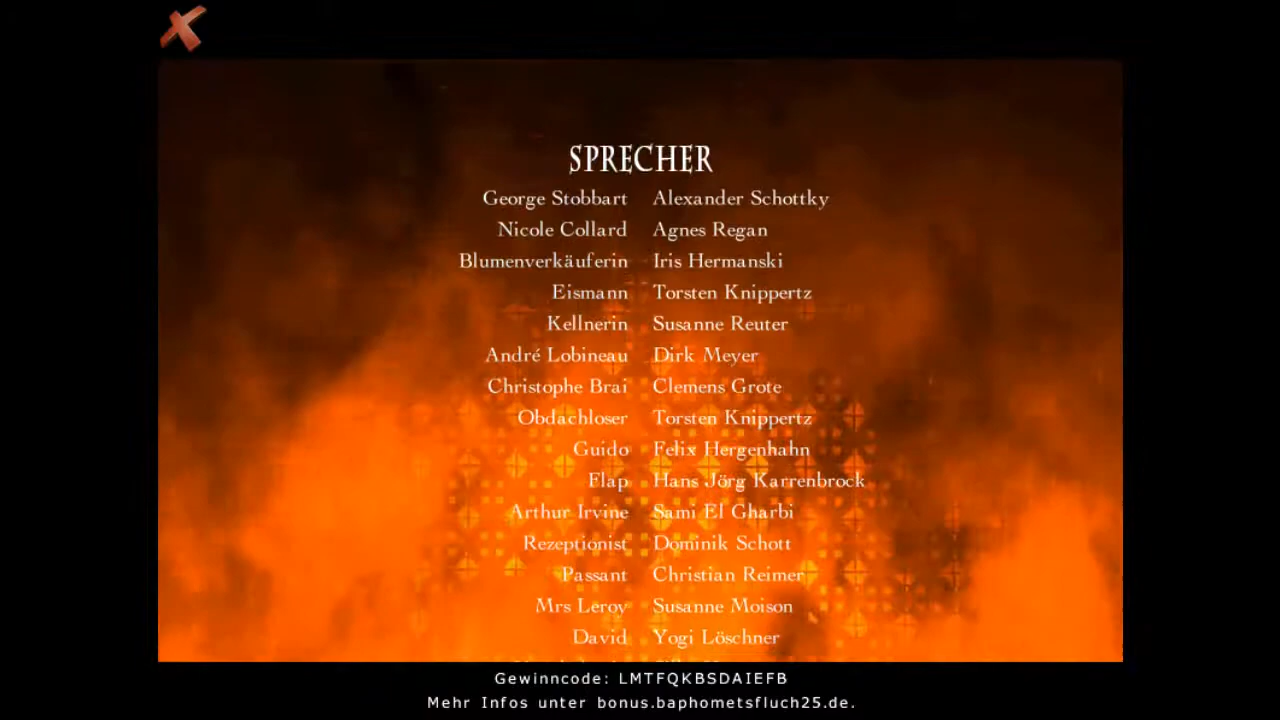 SPRECHER
George Stobbart Alexander Schottky
Nicole Collard Agnes Regan
Blumenverkäuferin Iris Hermanski
Eismann Torsten Knippertz
Kellnerin Susanne Reuter
André Lobineau Dirk Meyer
Christophe Brai Clemens Grote
Obdachloser Torsten Knippertz
Guido Felix Hergenhahn
Flap Hans Jörg Karrenbrock
Arthur Irvine Sami El Gharbi
Rezeptionist Dominik Schott
Passant Christian Reimer
Mrs Leroy Susanne Moison
David Yogi Löschner
Gewinncode: LMTFQKBSDAIEFB
Mehr Infos unter bonus.baphometsfluch25.de.